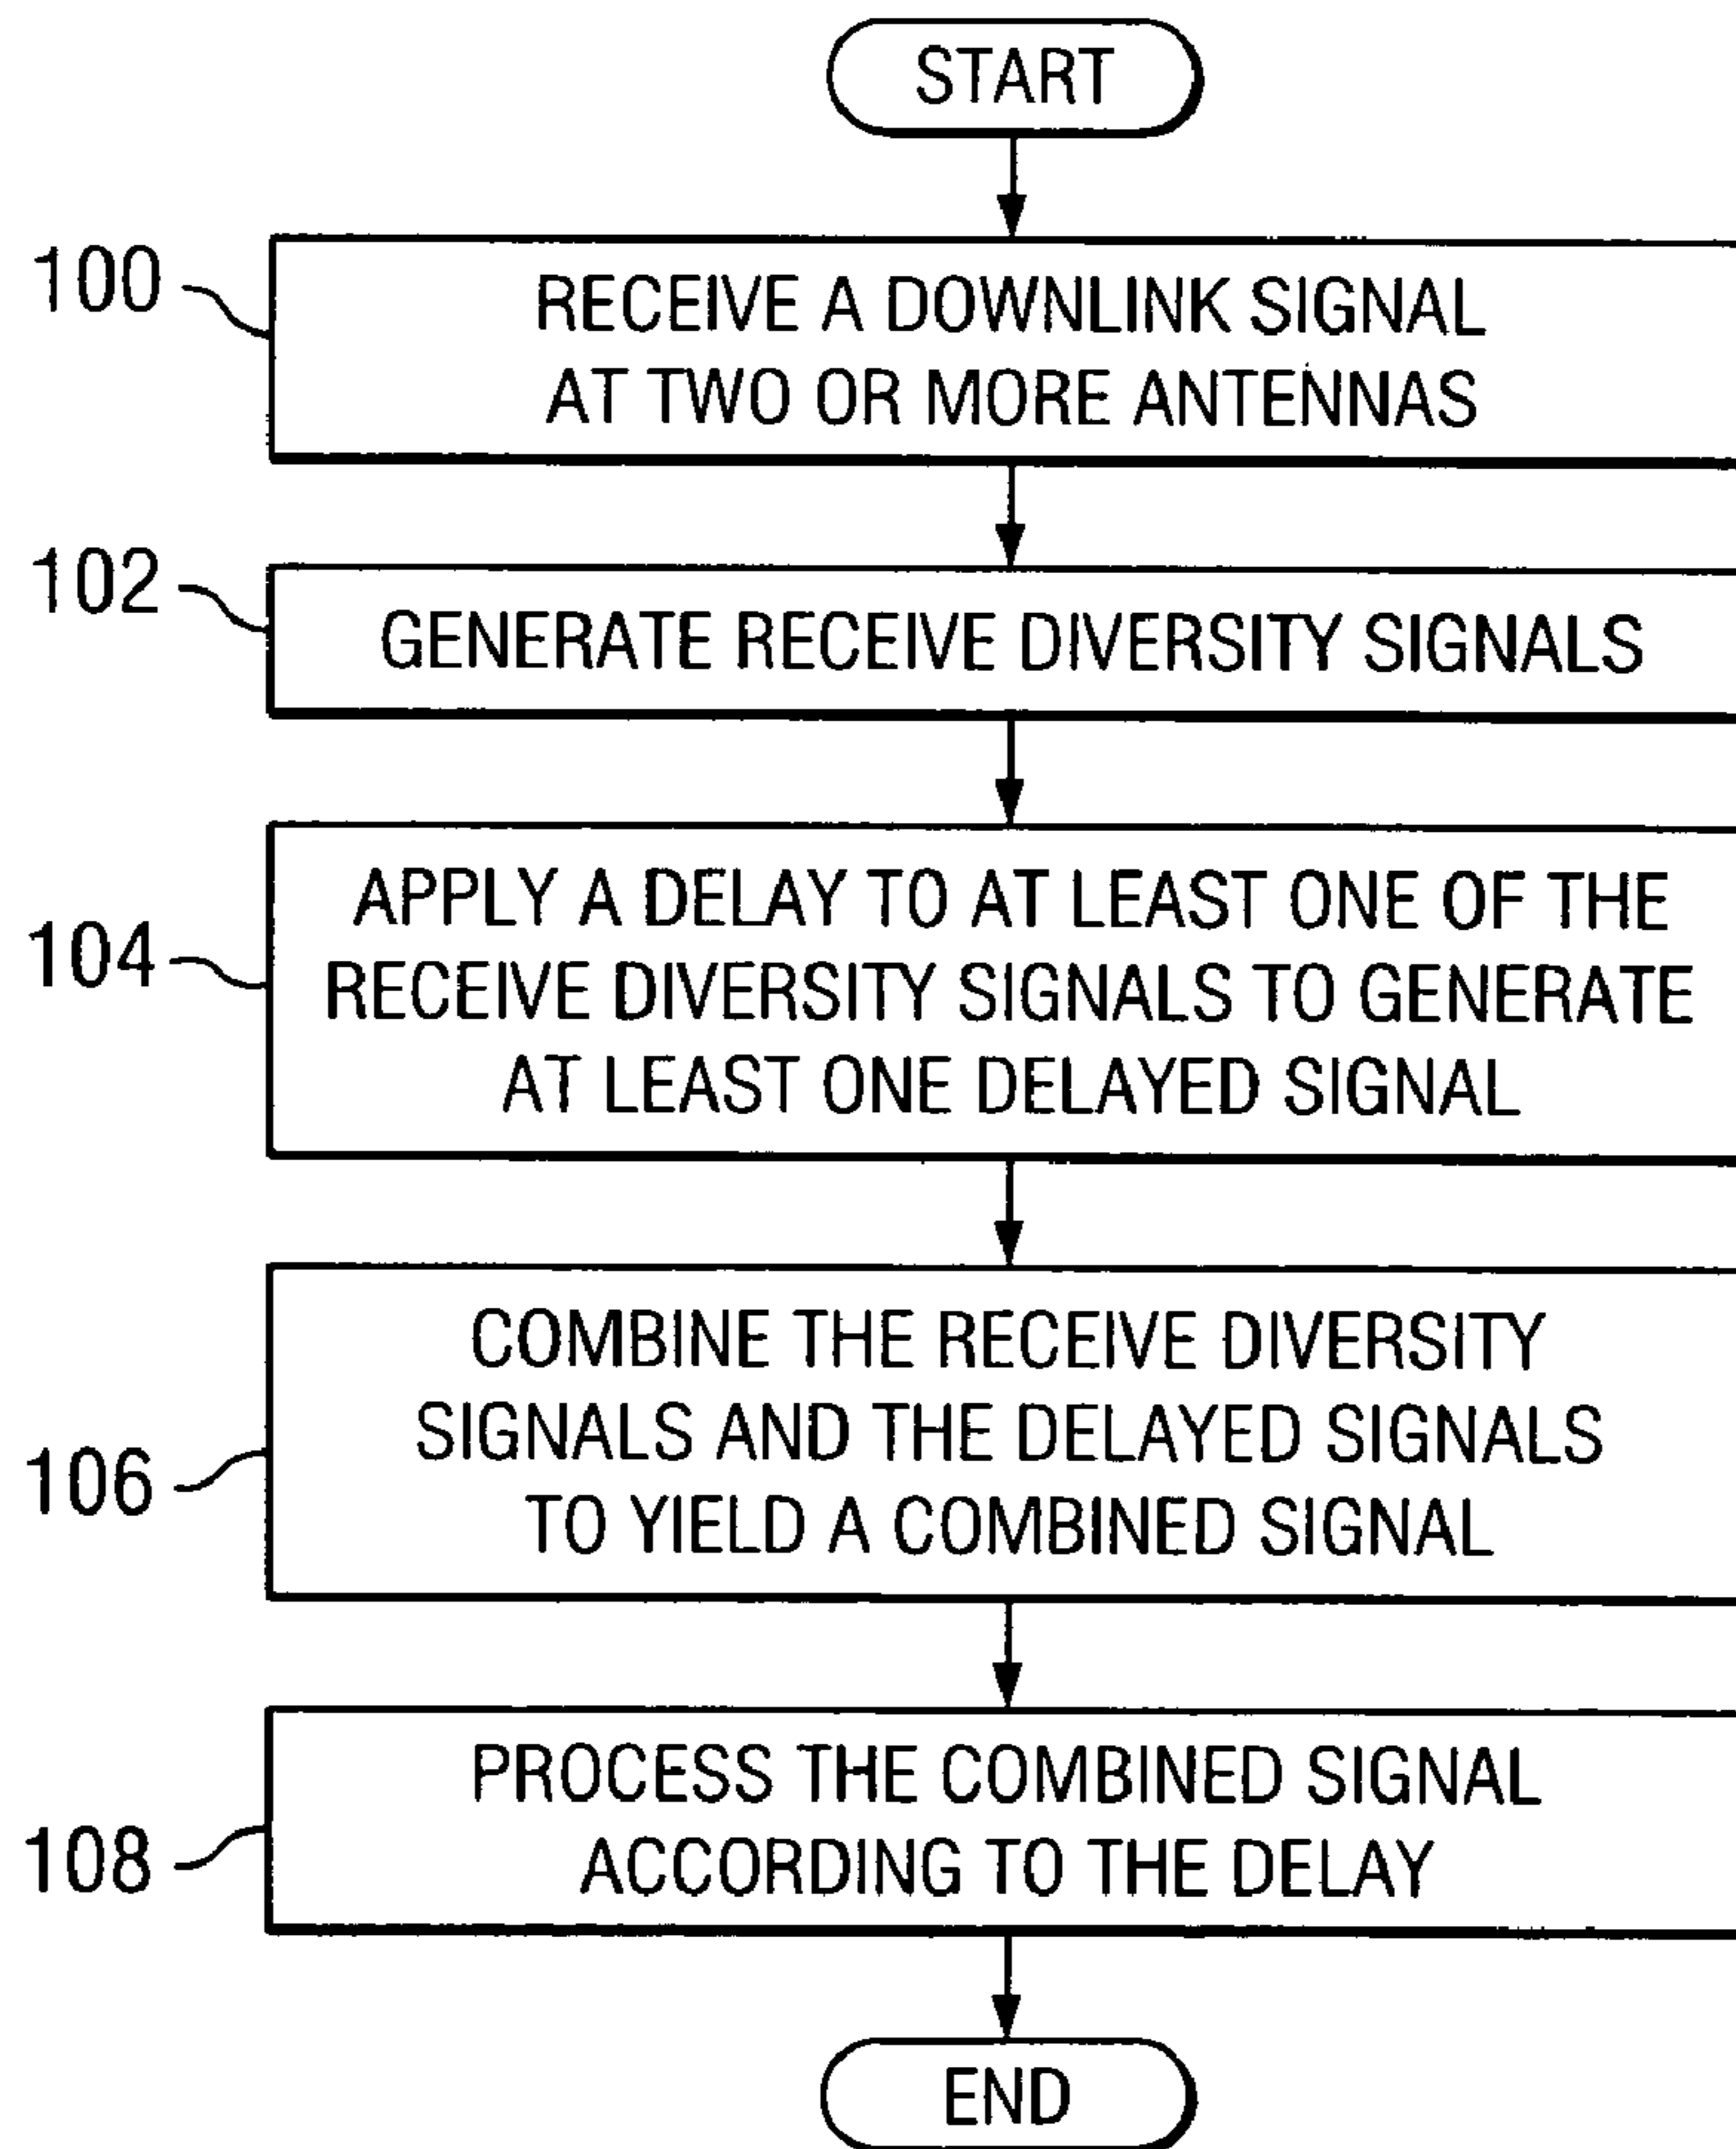 START
100
RECEIVE A DOWNLINK SIGNAL
AT TWO OR MORE ANTENNAS
102
GENERATE RECEIVE DIVERSITY SIGNALS
104
APPLY A DELAY TO AT LEAST ONE OF THE
RECEIVE DIVERSITY SIGNALS TO GENERATE
AT LEAST ONE DELAYED SIGNAL
106
COMBINE THE RECEIVE DIVERSITY
SIGNALS AND THE DELAYED SIGNALS
TO YIELD A COMBINED SIGNAL
108
PROCESS THE COMBINED SIGNAL
ACCORDING TO THE DELAY
END